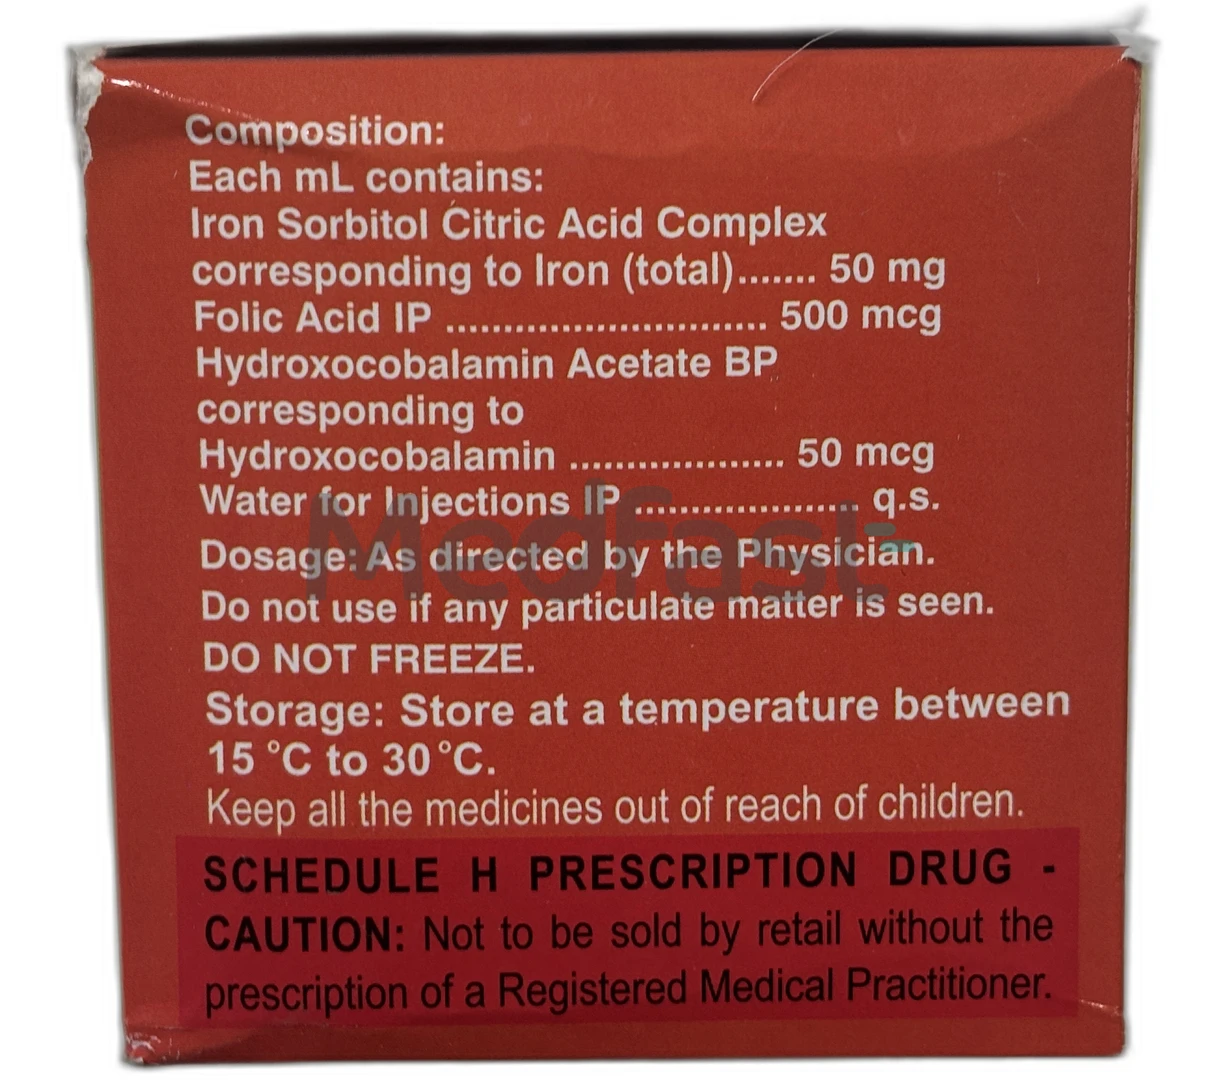 Composition:
Each mL contains:
Iron Sorbitol Citric Acid Complex
corresponding to Iron (total)....... 50 mg
Folic Acid IP ............................ 500 mcg
Hydroxocobalamin Acetate BP
corresponding to
Hydroxocobalamin ................... 50 mcg
Water for Injections IP .................... q.s.
Medfast
Dosage: As directed by the Physician.
Do not use if any particulate matter is seen.
DO NOT FREEZE.
Storage: Store at a temperature between
15 °C to 30 °C.
Keep all the medicines out of reach of children.
SCHEDULE H PRESCRIPTION DRUG -
CAUTION: Not to be sold by retail without the
prescription of a Registered Medical Practitioner.